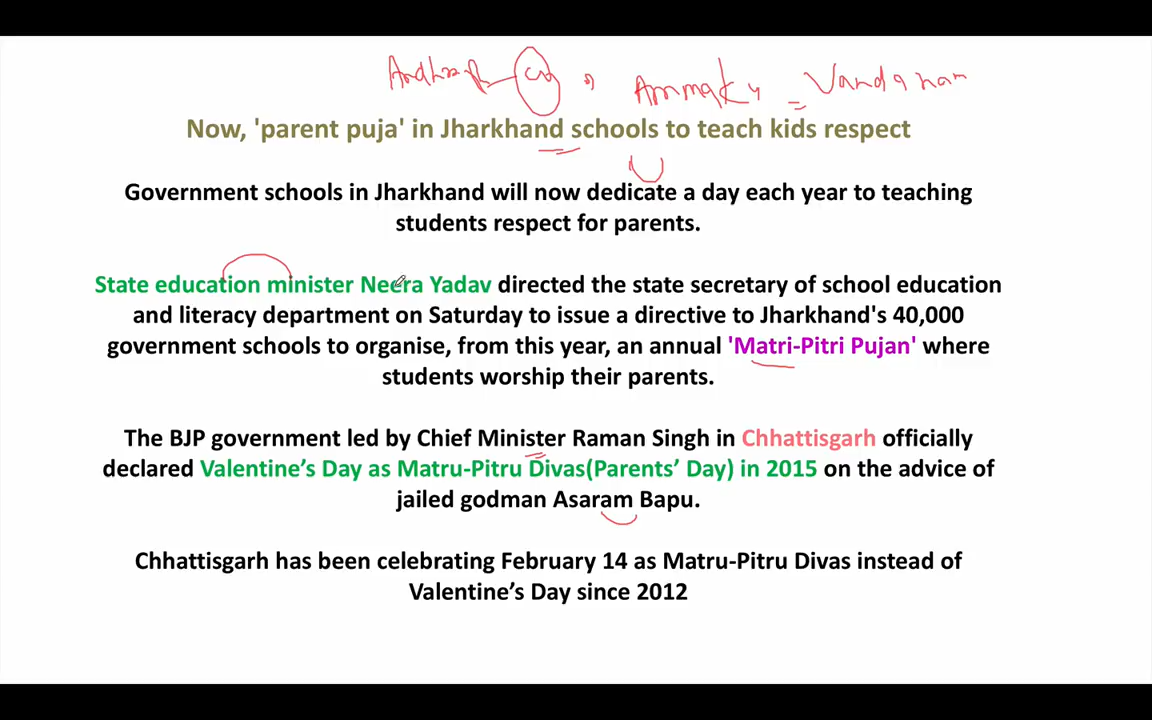 Ammaku Vandanam
Now, 'parent puja' in Jharkhand schools to teach kids respect
Government schools in Jharkhand will now dedicate a day each year to teaching
students respect for parents.
State education minister Neera Yadav directed the state secretary of school education
and literacy department on Saturday to issue a directive to Jharkhand's 40,000
government schools to organise, from this year, an annual 'Matri-Pitri Pujan' where
students worship their parents.
The BJP government led by Chief Minister Raman Singh in Chhattisgarh officially
declared Valentine’s Day as Matru-Pitru Divas(Parents’ Day) in 2015 on the advice of
jailed godman Asaram Bapu.
Chhattisgarh has been celebrating February 14 as Matru-Pitru Divas instead of
Valentine’s Day since 2012